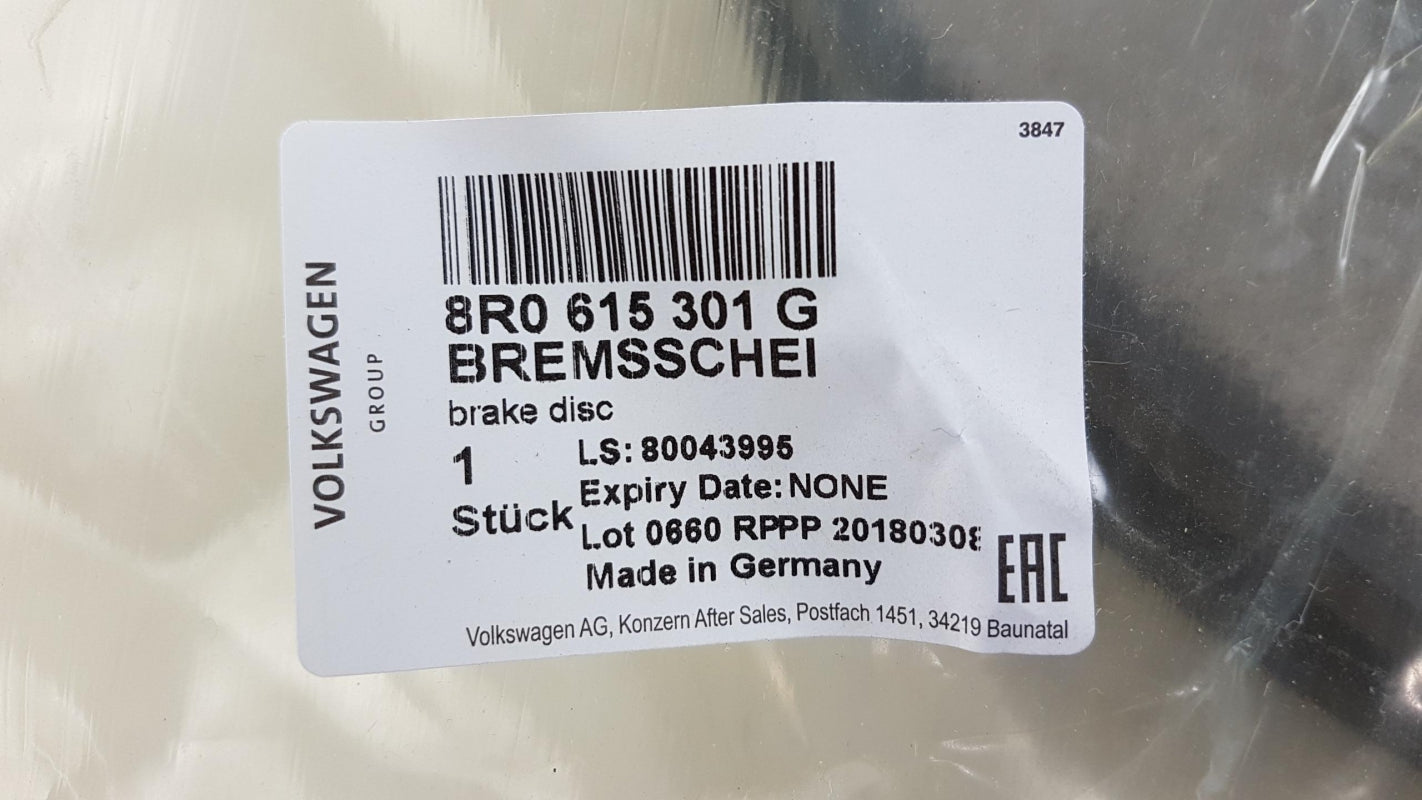 3847
VOLKSWAGEN
GROUP
8R0 615 301 G
BREMSSCHEI
brake disc
1
Stück
LS: 80043995
Expiry Date: NONE
Lot 0660 RPPP 20180308
Made in Germany
EAC
Volkswagen AG, Konzern After Sales, Postfach 1451, 34219 Baunatal